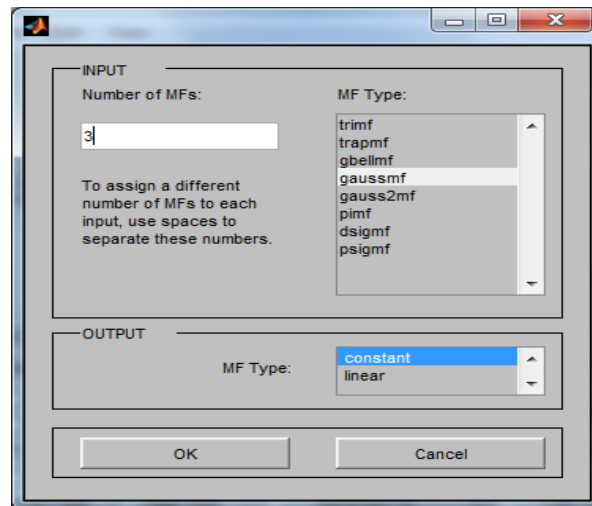 INPUT
Number of MFs:
3
To assign a different
number of MFs to each
input, use spaces to
separate these numbers.
MF Type:
trimf
trapmf
gbellmf
gaussmf
gauss2mf
pimf
dsigmf
psigmf
OUTPUT
MF Type:
constant
linear
OK
Cancel